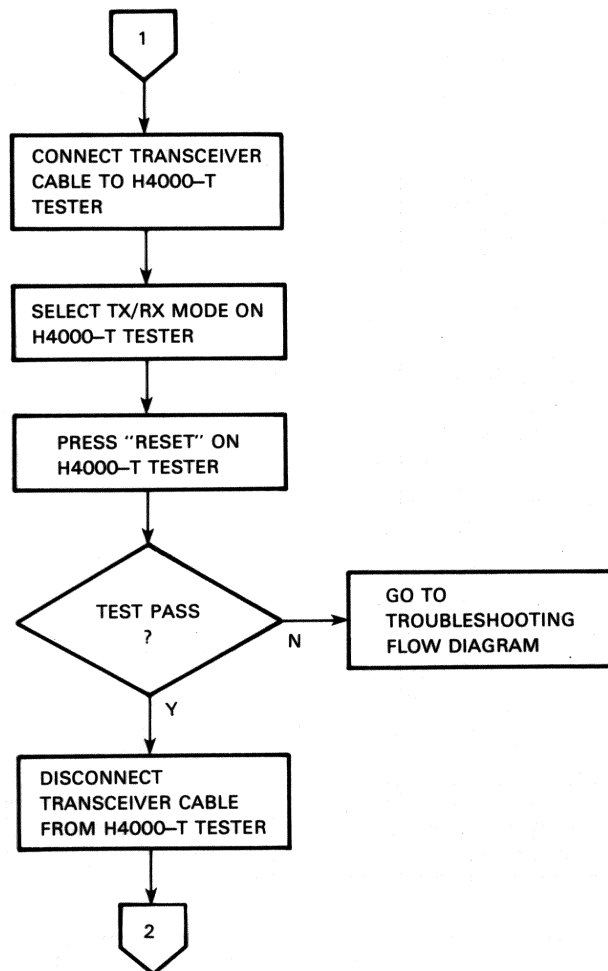 1
CONNECT TRANSCEIVER
CABLE TO H4000–T
TESTER
SELECT TX/RX MODE ON
H4000–T TESTER
PRESS "RESET" ON
H4000–T TESTER
TEST PASS
?
N
GO TO
TROUBLESHOOTING
FLOW DIAGRAM
Y
DISCONNECT
TRANSCEIVER CABLE
FROM H4000–T TESTER
2